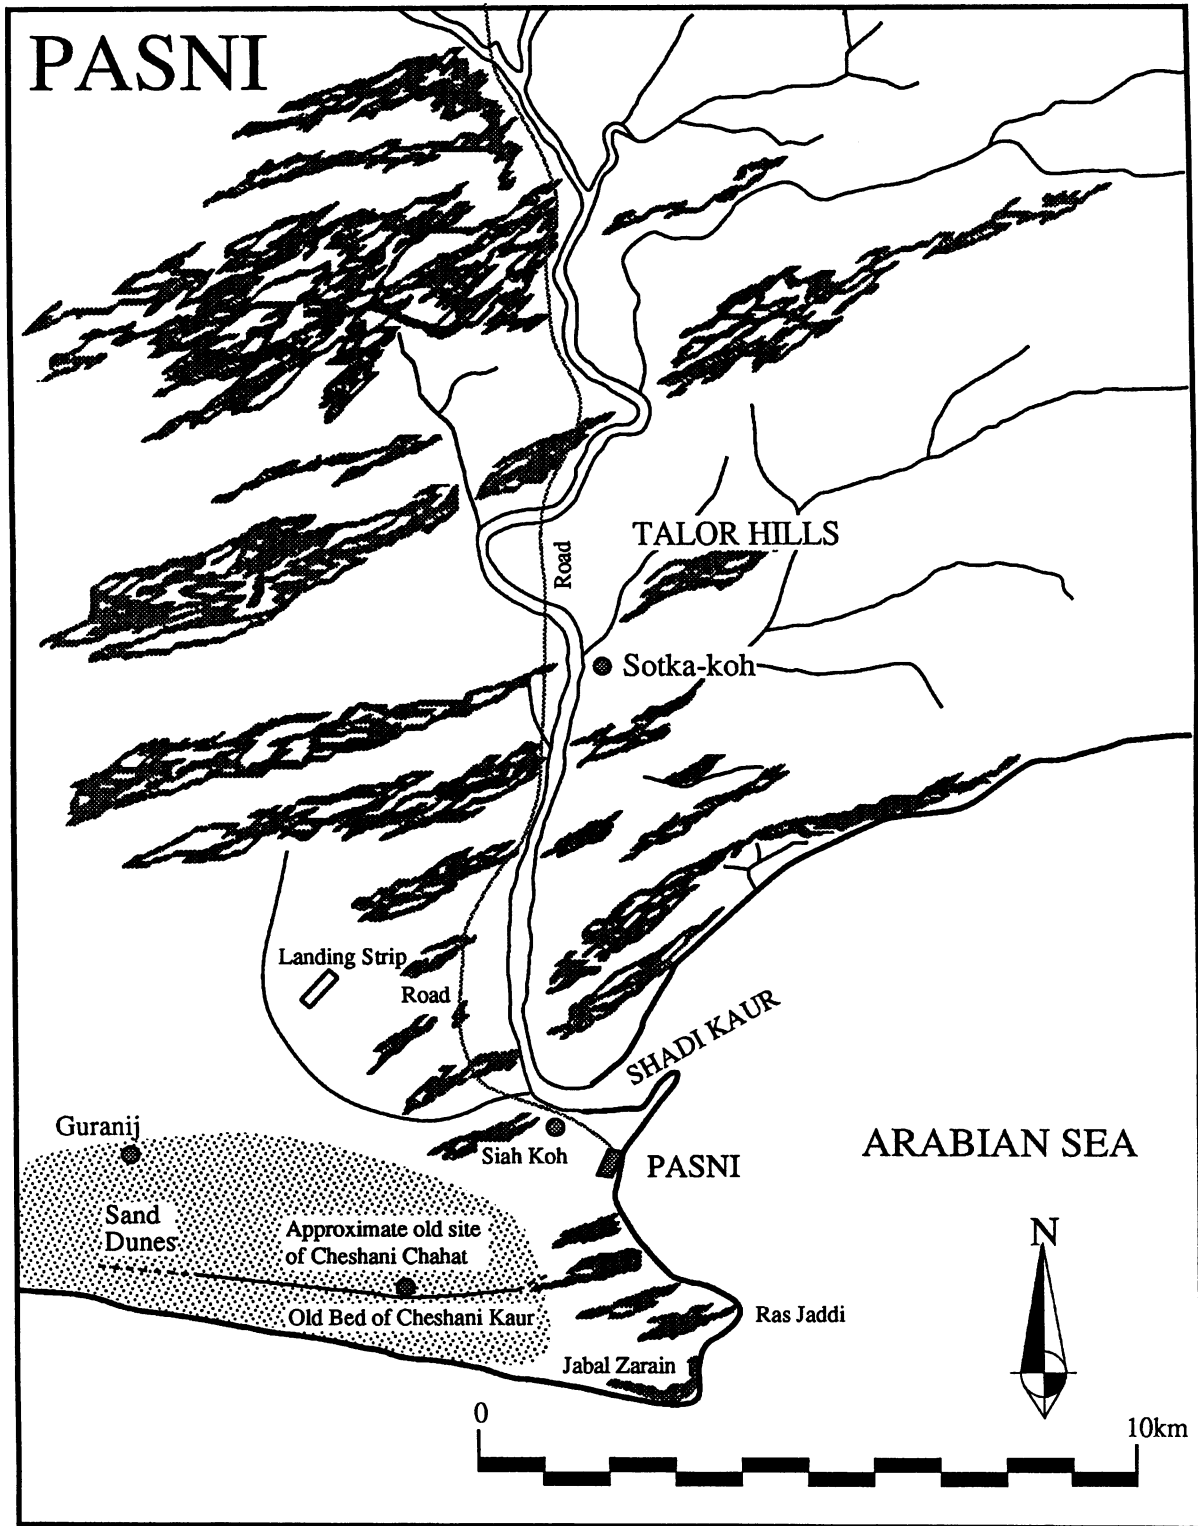 PASNI
TALOR HILLS
Road
Sotka-koh
Landing Strip
Road
SHADI KAUR
Guranij
Siah Koh
PASNI
ARABIAN SEA
Sand
Dunes
Approximate old site
of Cheshani Chahat
Old Bed of Cheshani Kaur
N
Ras Jaddi
Jabal Zarain
0
10km